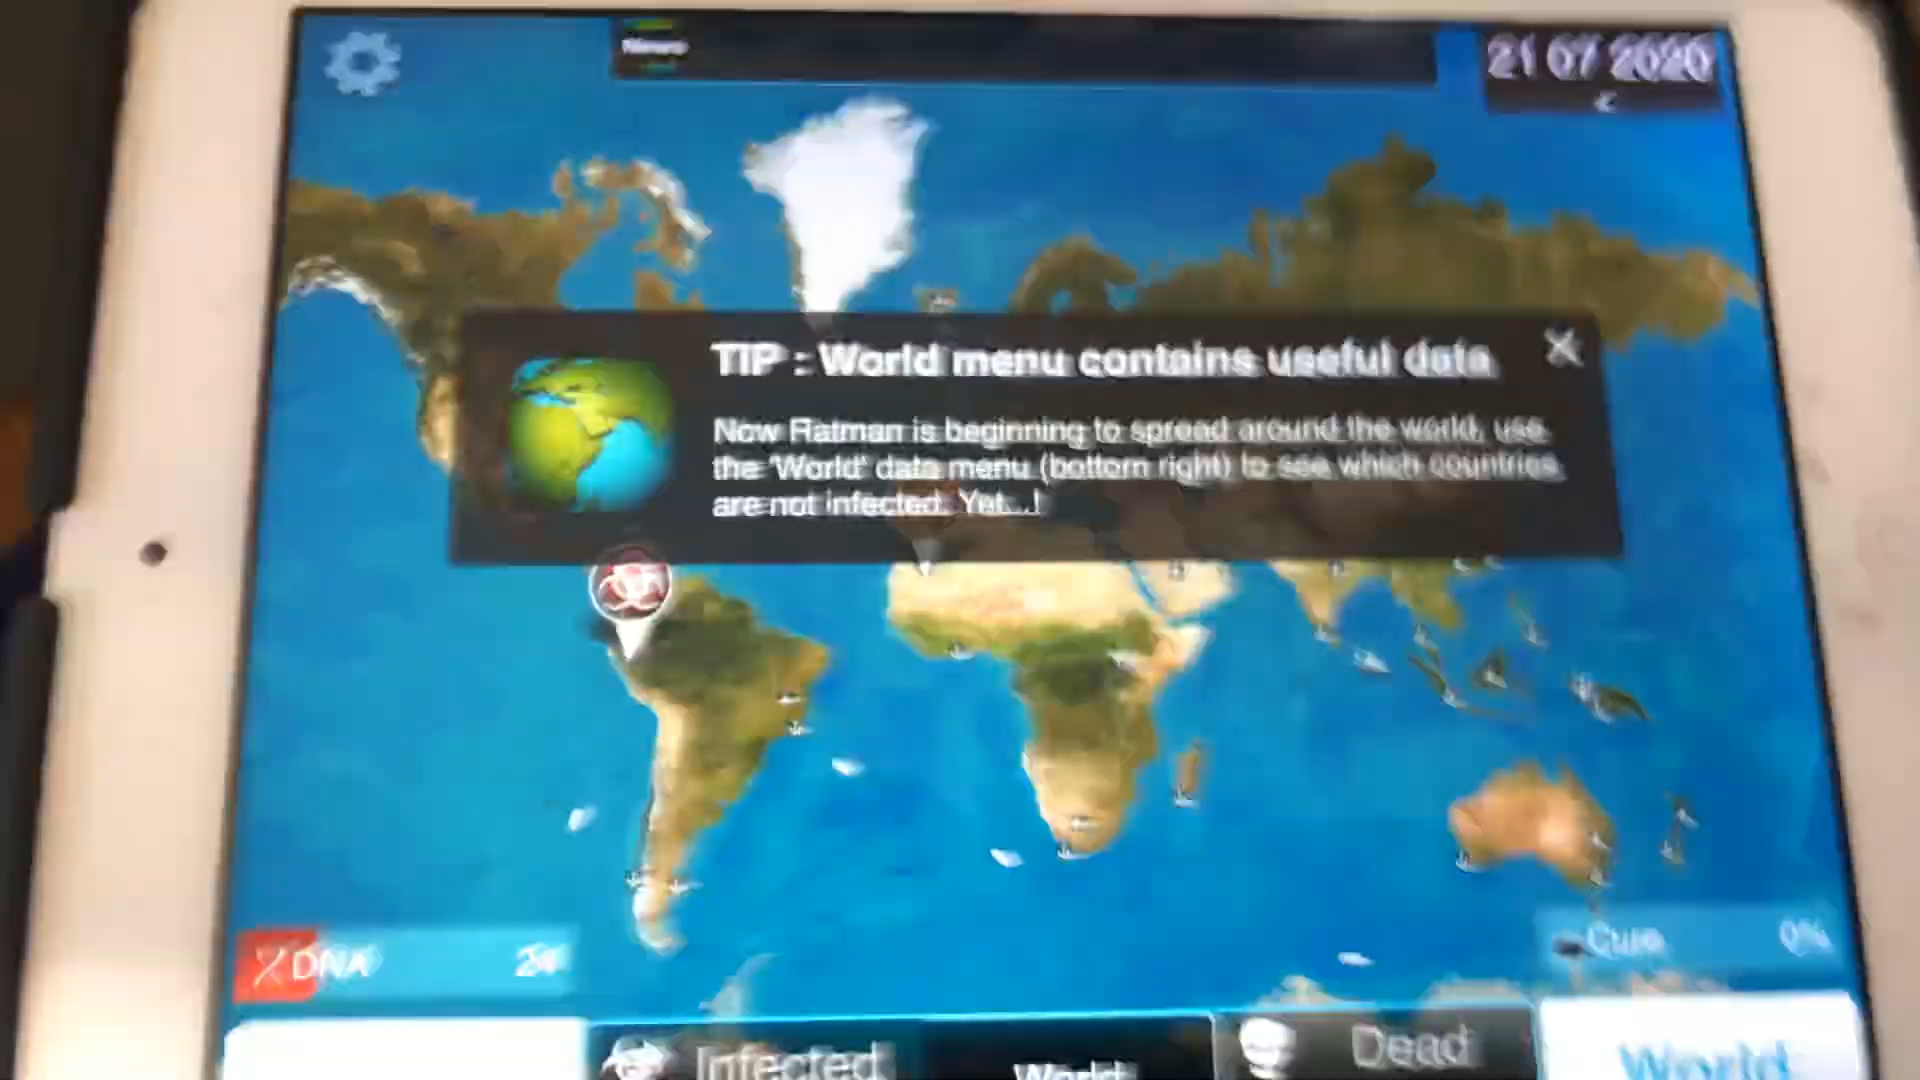 News
21 07 2020
TIP : World menu contains useful data
Now Ratman is beginning to spread around the world, use
the 'World' data menu (bottom right) to see which countries
are not infected. Yet...!
DNA 24
Cure 0%
Infected
World
Dead
World